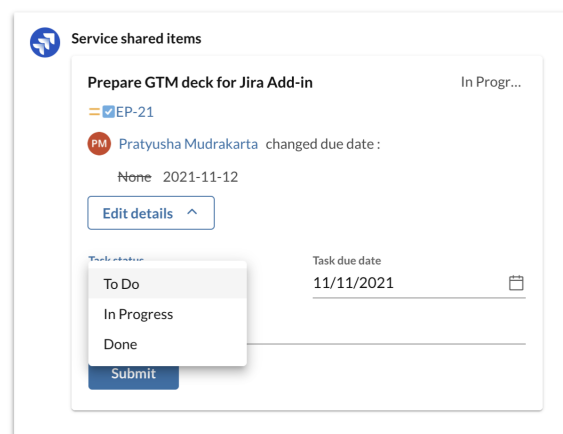 Service shared items
Prepare GTM deck for Jira Add-in
In Progr...
EP-21
PM Pratyusha Mudrakarta changed due date :
None 2021-11-12
Edit details
Task status
Task due date
To Do
11/11/2021
In Progress
Done
Submit